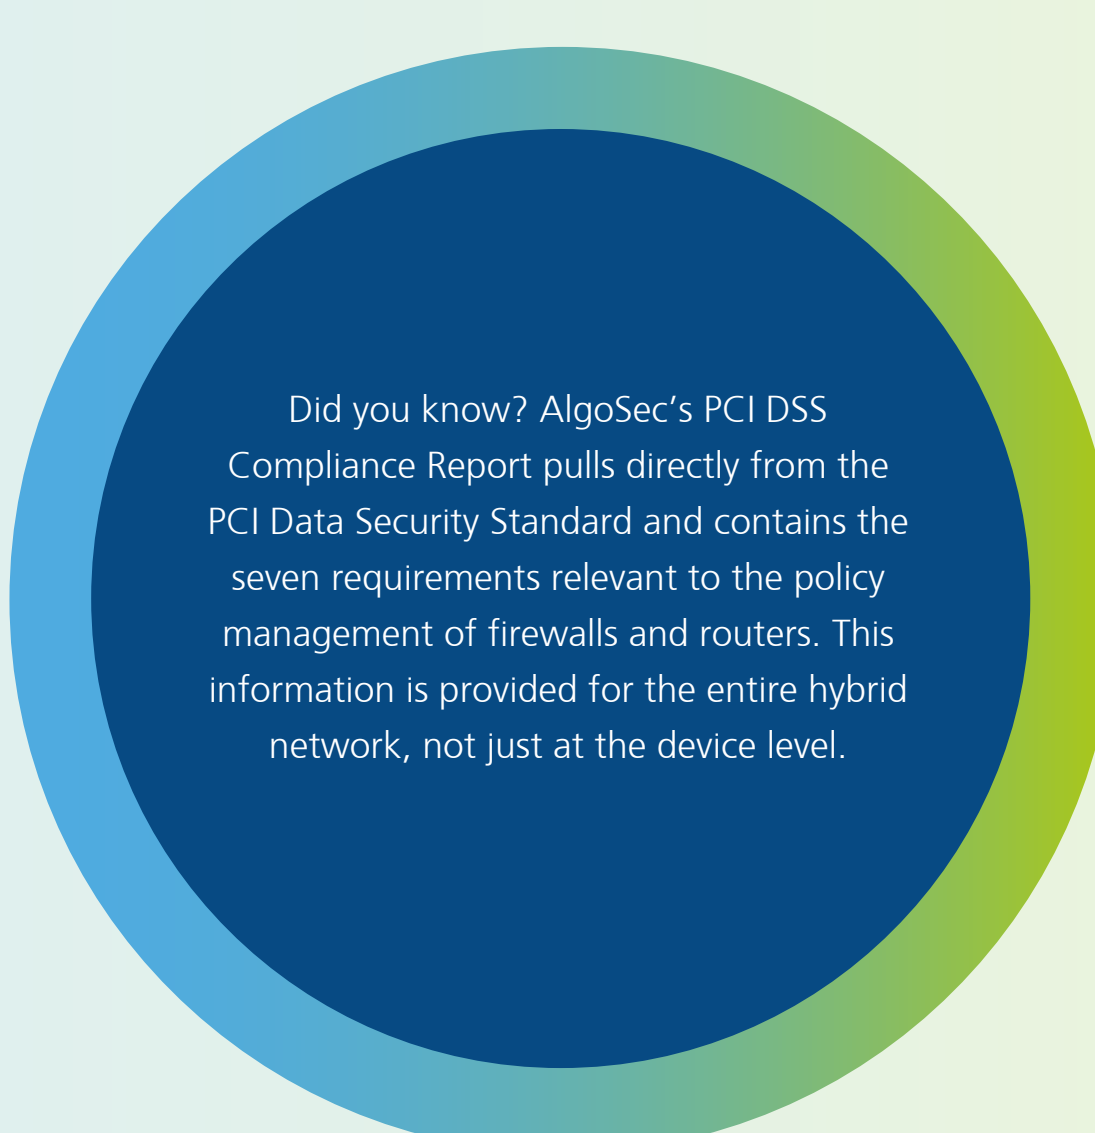 Did you know? AlgoSec’s PCI DSS
Compliance Report pulls directly from the
PCI Data Security Standard and contains the
seven requirements relevant to the policy
management of firewalls and routers. This
information is provided for the entire hybrid
network, not just at the device level.